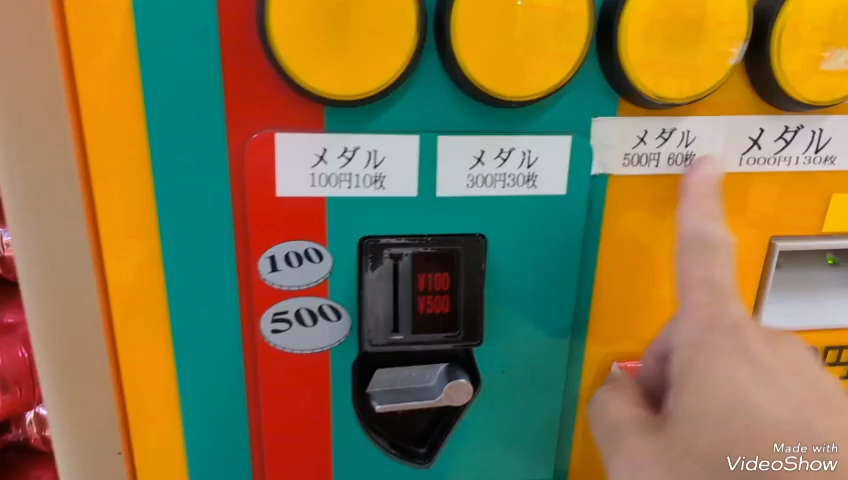 メダル
100円10枚
メダル
300円30枚
メダル
500円 60枚
メダル
1000円130枚
100
500
¥100
¥500
円
Made with
VideoShow